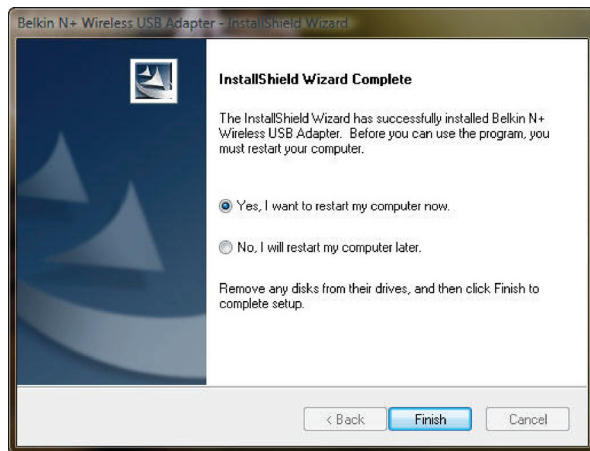 Belkin N+ Wireless USB Adapter - InstallShield Wizard
InstallShield Wizard Complete
The InstallShield Wizard has successfully installed Belkin N+
Wireless USB Adapter. Before you can use the program, you
must restart your computer.
Yes, I want to restart my computer now.
No, I will restart my computer later.
Remove any disks from their drives, and then click Finish to
complete setup.
< Back
Finish
Cancel